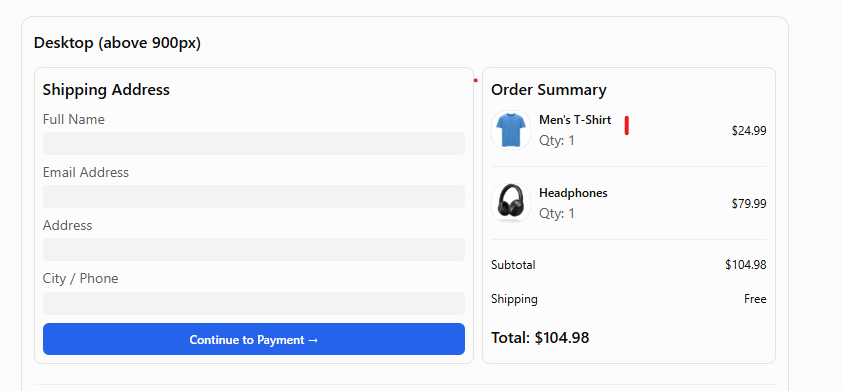 Desktop (above 900px)
Shipping Address
Full Name
Email Address
Address
City / Phone
Continue to Payment →
Order Summary
Men's T-Shirt
Qty: 1
$24.99
Headphones
Qty: 1
$79.99
Subtotal $104.98
Shipping Free
Total: $104.98